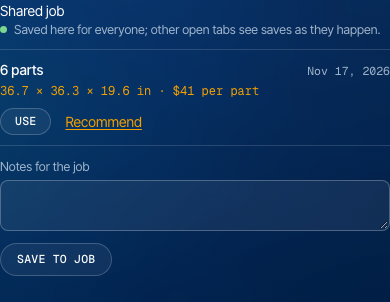 Shared job
Saved here for everyone; other open tabs see saves as they happen.
6 parts
Nov 17, 2026
36.7 × 36.3 × 19.6 in · $41 per part
USE
Recommend
Notes for the job
SAVE TO JOB